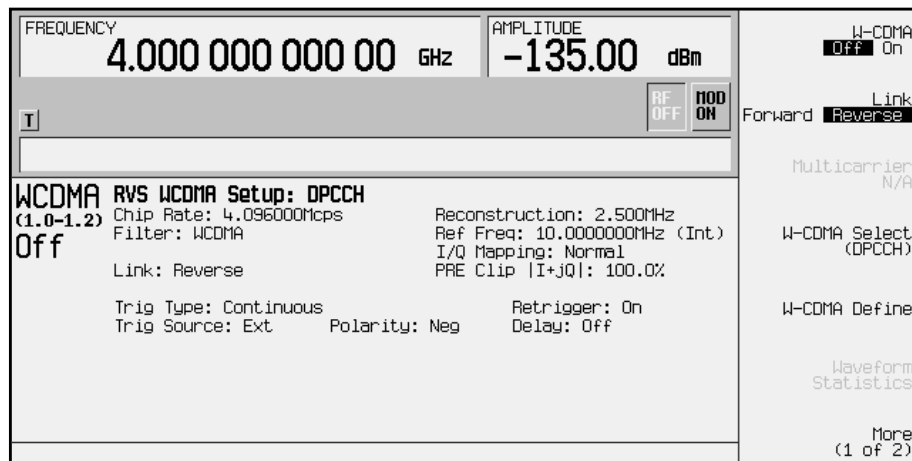 FREQUENCY
4.000 000 000 00 GHz
AMPLITUDE
-135.00 dBm
RF OFF
MOD ON
T
WCDMA
(1.0-1.2)
Off
RVS WCDMA Setup: DPCCH
Chip Rate: 4.096000Mcps
Reconstruction: 2.500MHz
Filter: WCDMA
Ref Freq: 10.0000000MHz (Int)
I/Q Mapping: Normal
Link: Reverse
PRE Clip |I+jQ|: 100.0%
Trig Type: Continuous
Retrigger: On
Trig Source: Ext
Polarity: Neg
Delay: Off
W-CDMA
Off On
Link
Forward Reverse
Multicarrier
N/A
W-CDMA Select
(DPCCH)
W-CDMA Define
Waveform
Statistics
More
(1 of 2)